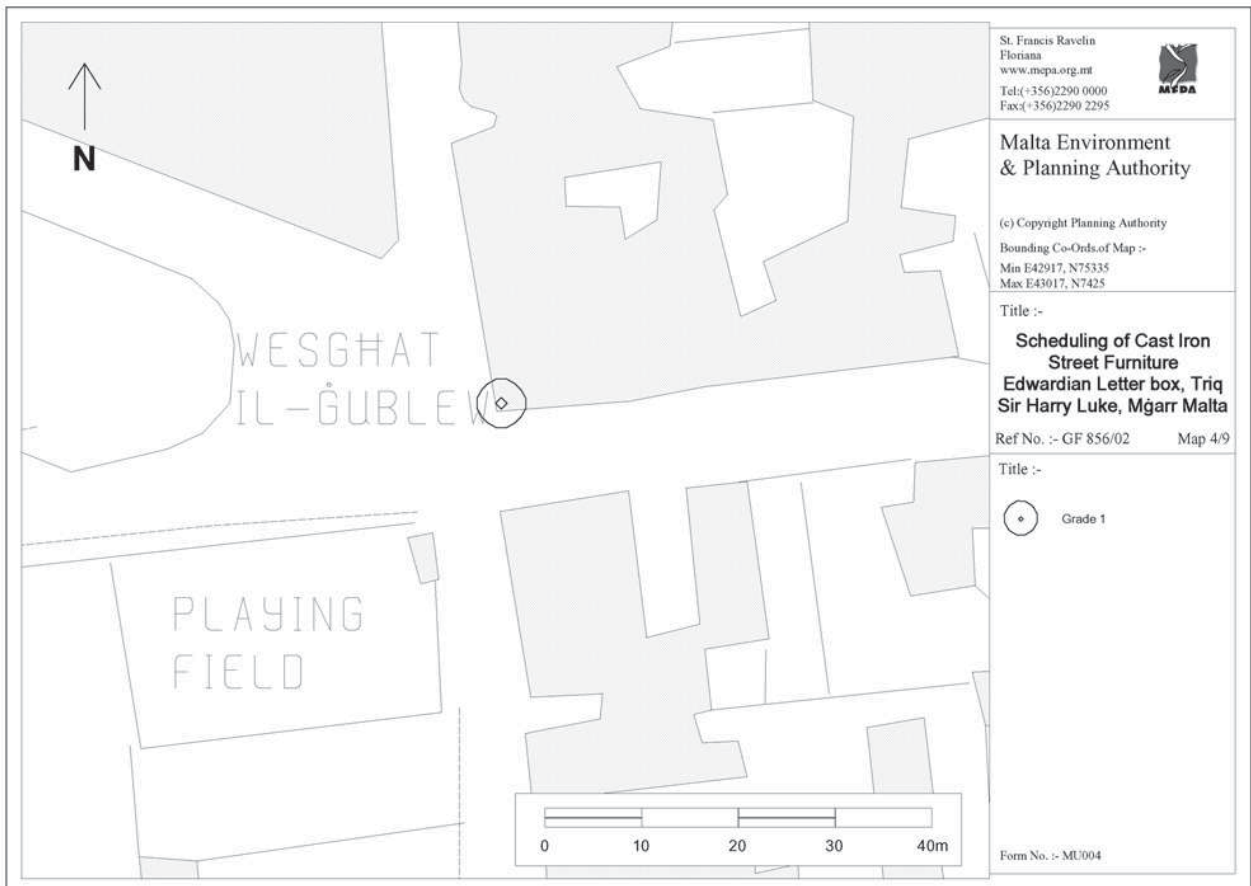 N
WESGĦAT
IL-ĠUBLEW
PLAYING
FIELD
0 10 20 30 40m
St. Francis Ravelin
Floriana
www.mepa.org.mt
Tel:(+356)2290 0000
Fax:(+356)2290 2295
MEPA
Malta Environment
& Planning Authority
(c) Copyright Planning Authority
Bounding Co-Ords.of Map :-
Min E42917, N75335
Max E43017, N7425
Title :-
Scheduling of Cast Iron
Street Furniture
Edwardian Letter box, Triq
Sir Harry Luke, Mġarr Malta
Ref No. :- GF 856/02 Map 4/9
Title :-
Grade 1
Form No. :- MU004